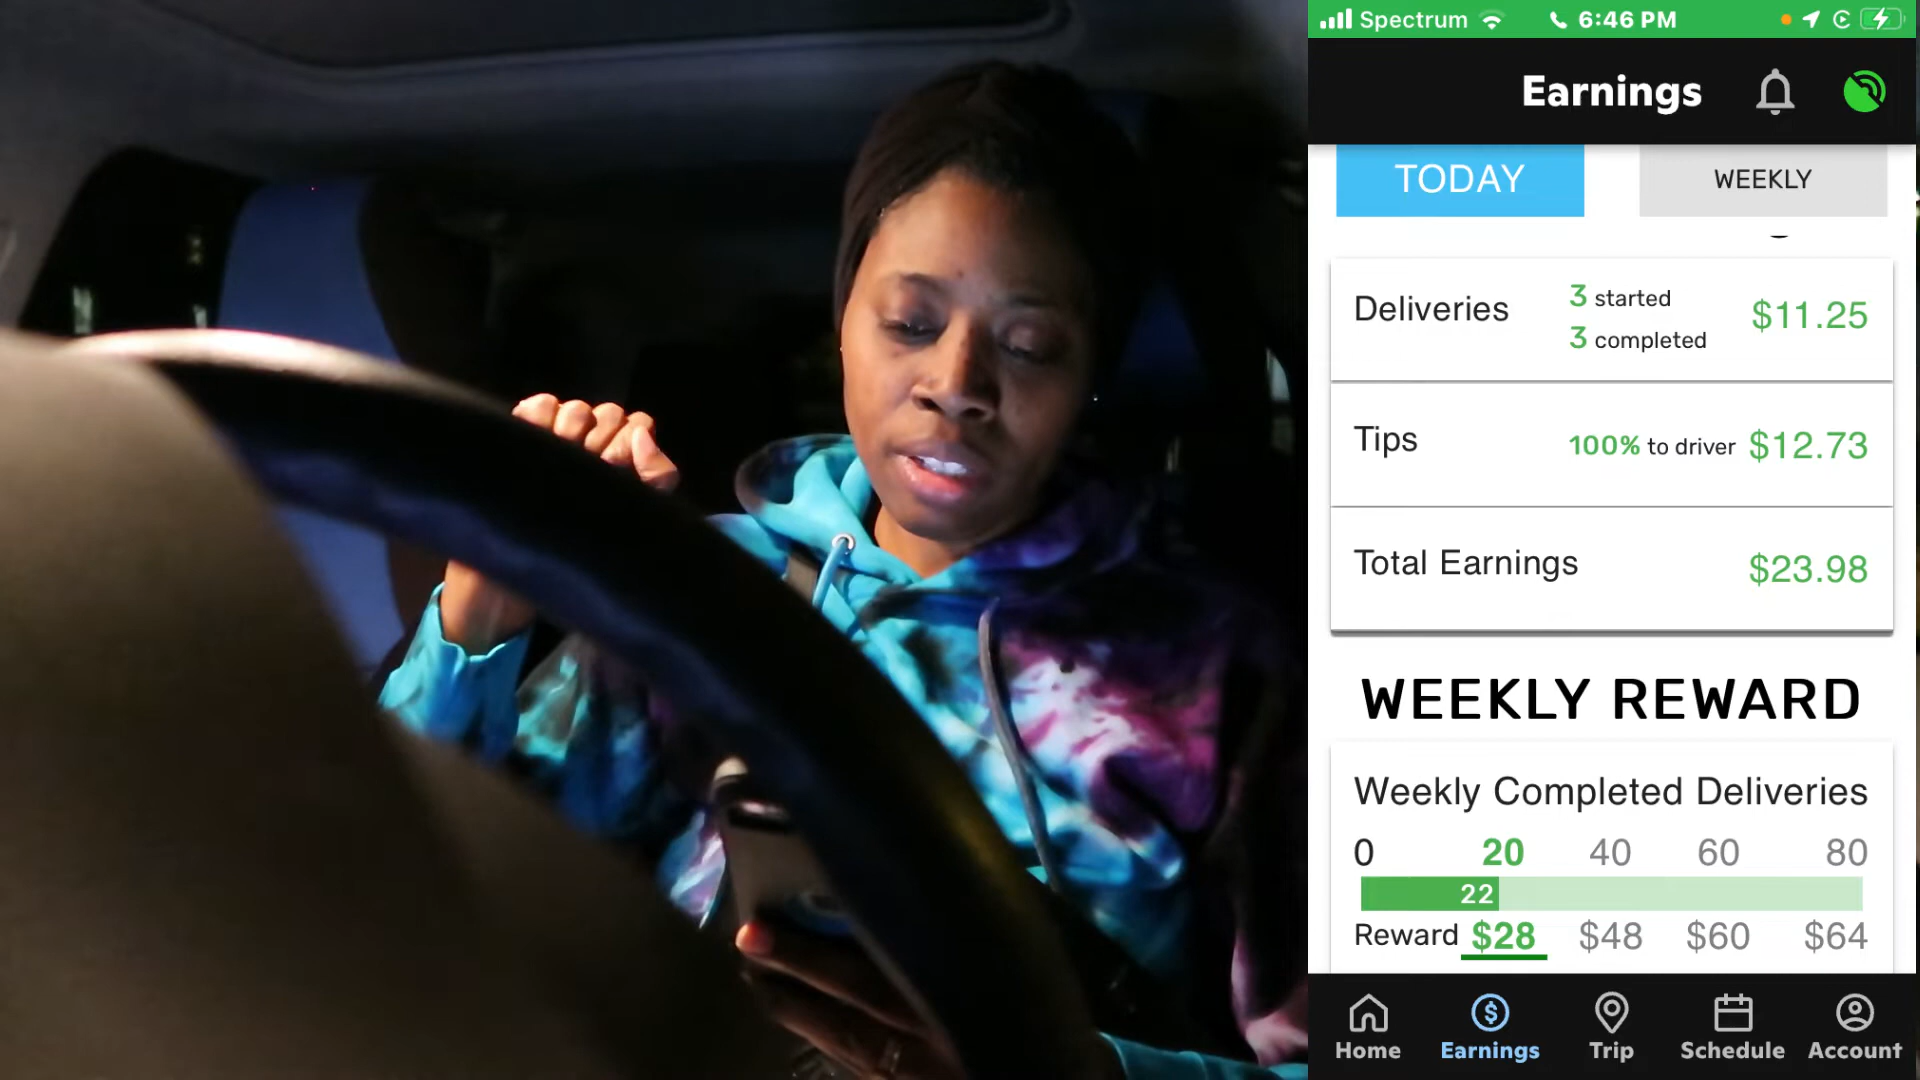 Spectrum 6:46 PM
Earnings
TODAY WEEKLY
Deliveries 3 started $11.25
3 completed
Tips 100% to driver $12.73
Total Earnings $23.98
WEEKLY REWARD
Weekly Completed Deliveries
0 20 40 60 80
22
Reward $28 $48 $60 $64
Home Earnings Trip Schedule Account